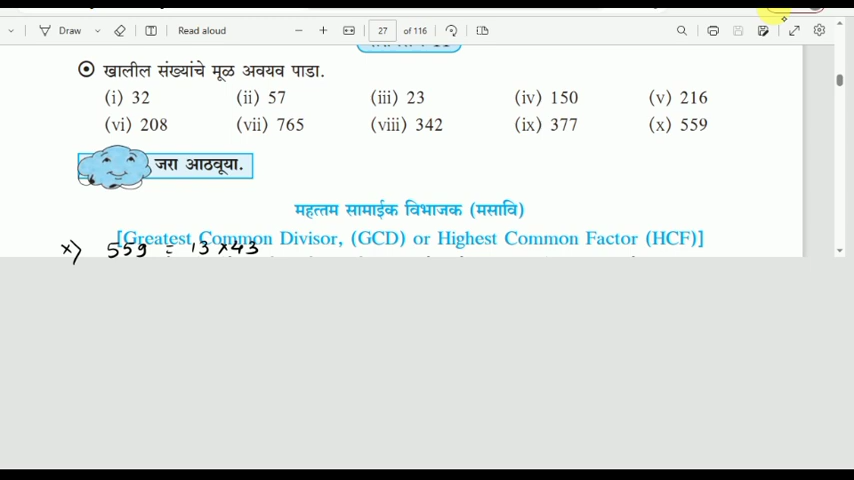 Draw
Read aloud
27 of 116
खालील संख्यांचे मूळ अवयव पाडा.
(i) 32 (ii) 57 (iii) 23 (iv) 150 (v) 216
(vi) 208 (vii) 765 (viii) 342 (ix) 377 (x) 559
जरा आठवूया.
महत्तम सामाईक विभाजक (मसावि)
[Greatest Common Divisor, (GCD) or Highest Common Factor (HCF)]
x) 559 = 13 x 43